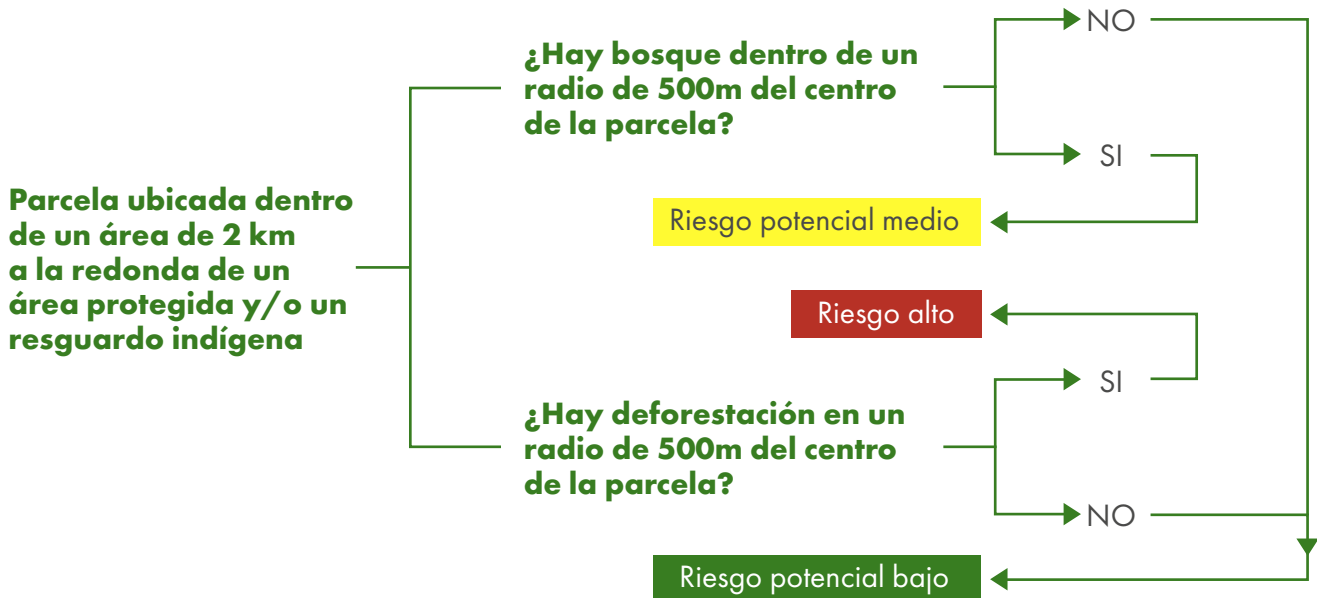 Parcela ubicada dentro
de un área de 2 km
a la redonda de un
área protegida y/o un
resguardo indígena
¿Hay bosque dentro de un
radio de 500m del centro
de la parcela?
NO
SI
Riesgo potencial medio
Riesgo alto
¿Hay deforestación en un
radio de 500m del centro
de la parcela?
SI
NO
Riesgo potencial bajo